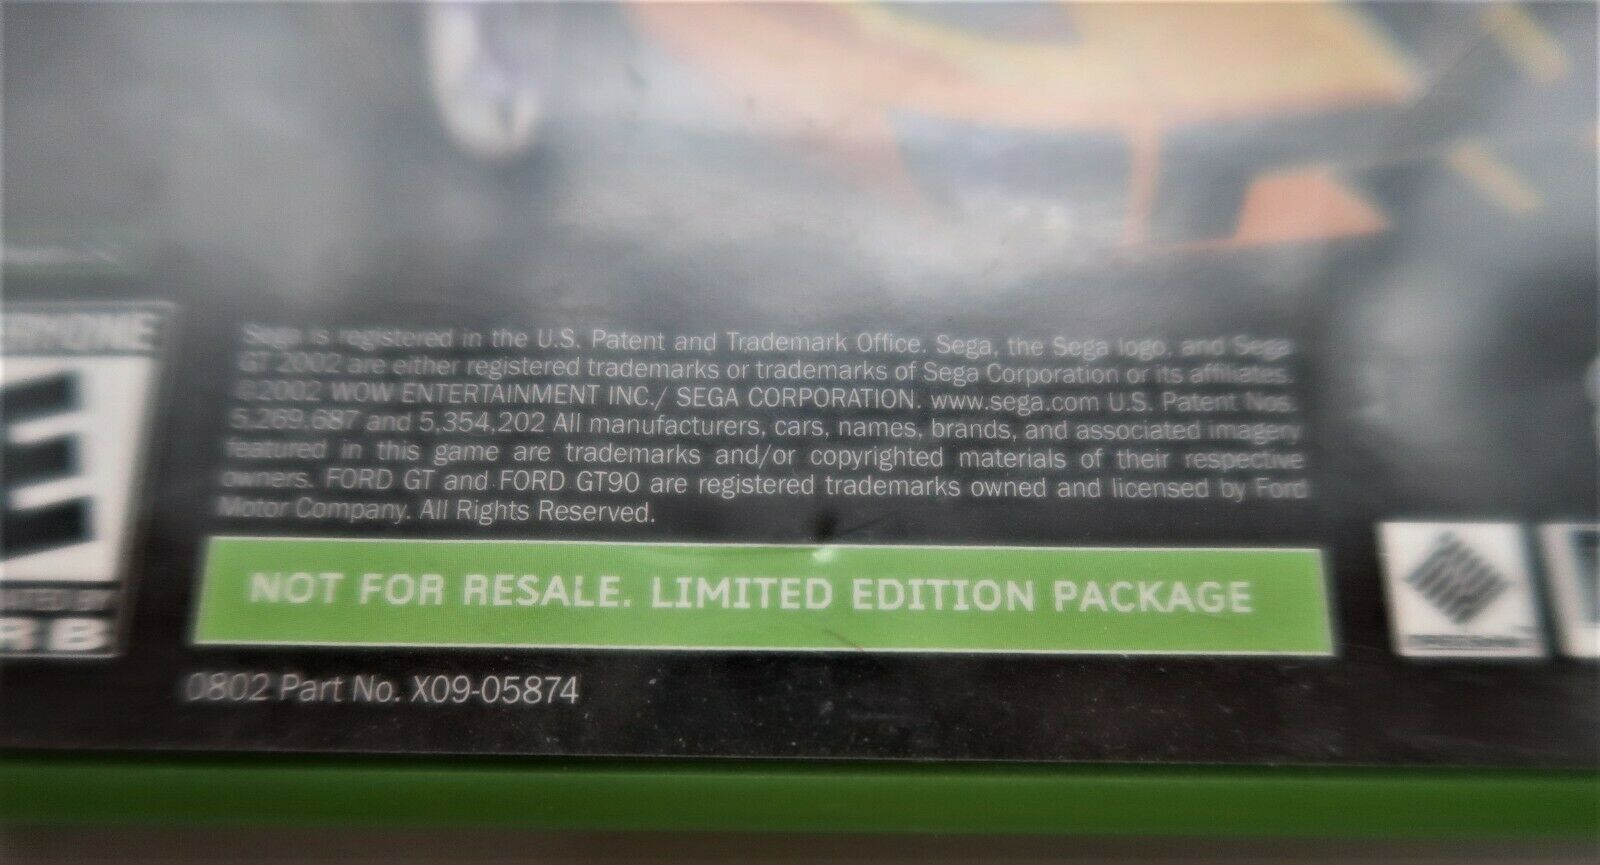 Sega is registered in the U.S. Patent and Trademark Office. Sega, the Sega logo, and Sega
GT 2002 are either registered trademarks or trademarks of Sega Corporation or its affiliates.
©2002 WOW ENTERTAINMENT INC./ SEGA CORPORATION. www.sega.com U.S. Patent Nos.
5,269,687 and 5,354,202 All manufacturers, cars, names, brands, and associated imagery
featured in this game are trademarks and/or copyrighted materials of their respective
owners. FORD GT and FORD GT90 are registered trademarks owned and licensed by Ford
Motor Company. All Rights Reserved.
NOT FOR RESALE. LIMITED EDITION PACKAGE
0802 Part No. X09-05874
E